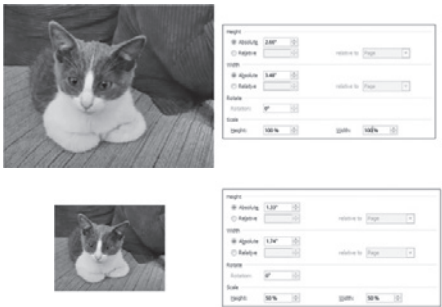 Height
Absolute 2.66"
Relative relative to Page
Width
Absolute 3.48"
Relative relative to Page
Rotate
Rotation: 0°
Scale
Height: 100 % Width: 100%
Height
Absolute 1.33"
Relative relative to Page
Width
Absolute 1.74"
Relative relative to Page
Rotate
Rotation: 0°
Scale
Height: 50 % Width: 50 %